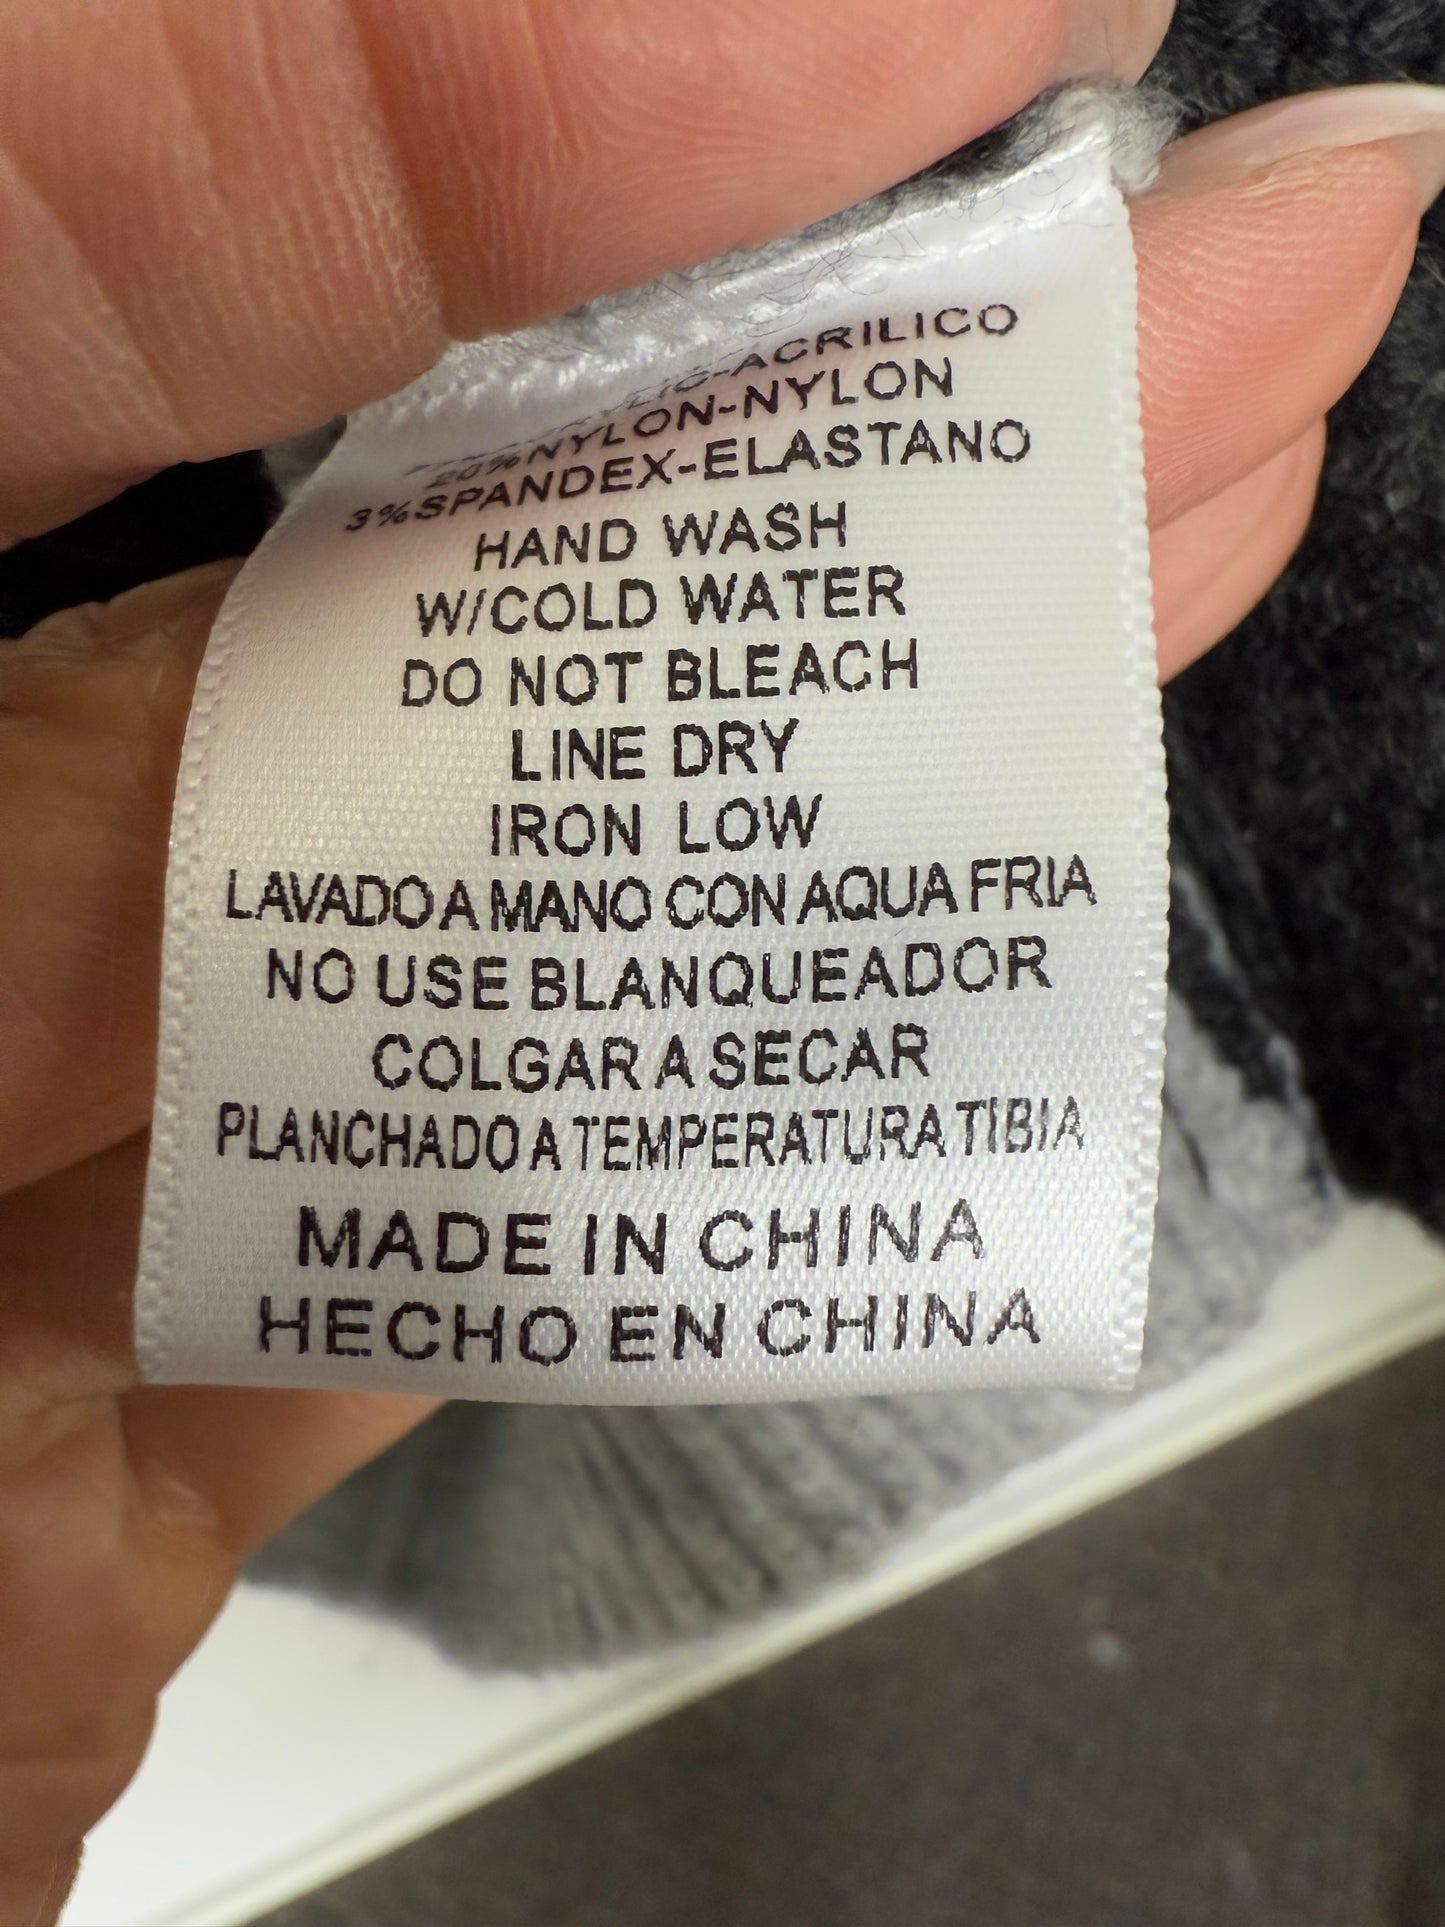 ACRILICO
20%NYLON-NYLON
3%SPANDEX-ELASTANO
HAND WASH
W/COLD WATER
DO NOT BLEACH
LINE DRY
IRON LOW
LAVADO A MANO CON AQUA FRIA
NO USE BLANQUEADOR
COLGAR A SECAR
PLANCHADO A TEMPERATURA TIBIA
MADE IN CHINA
HECHO EN CHINA